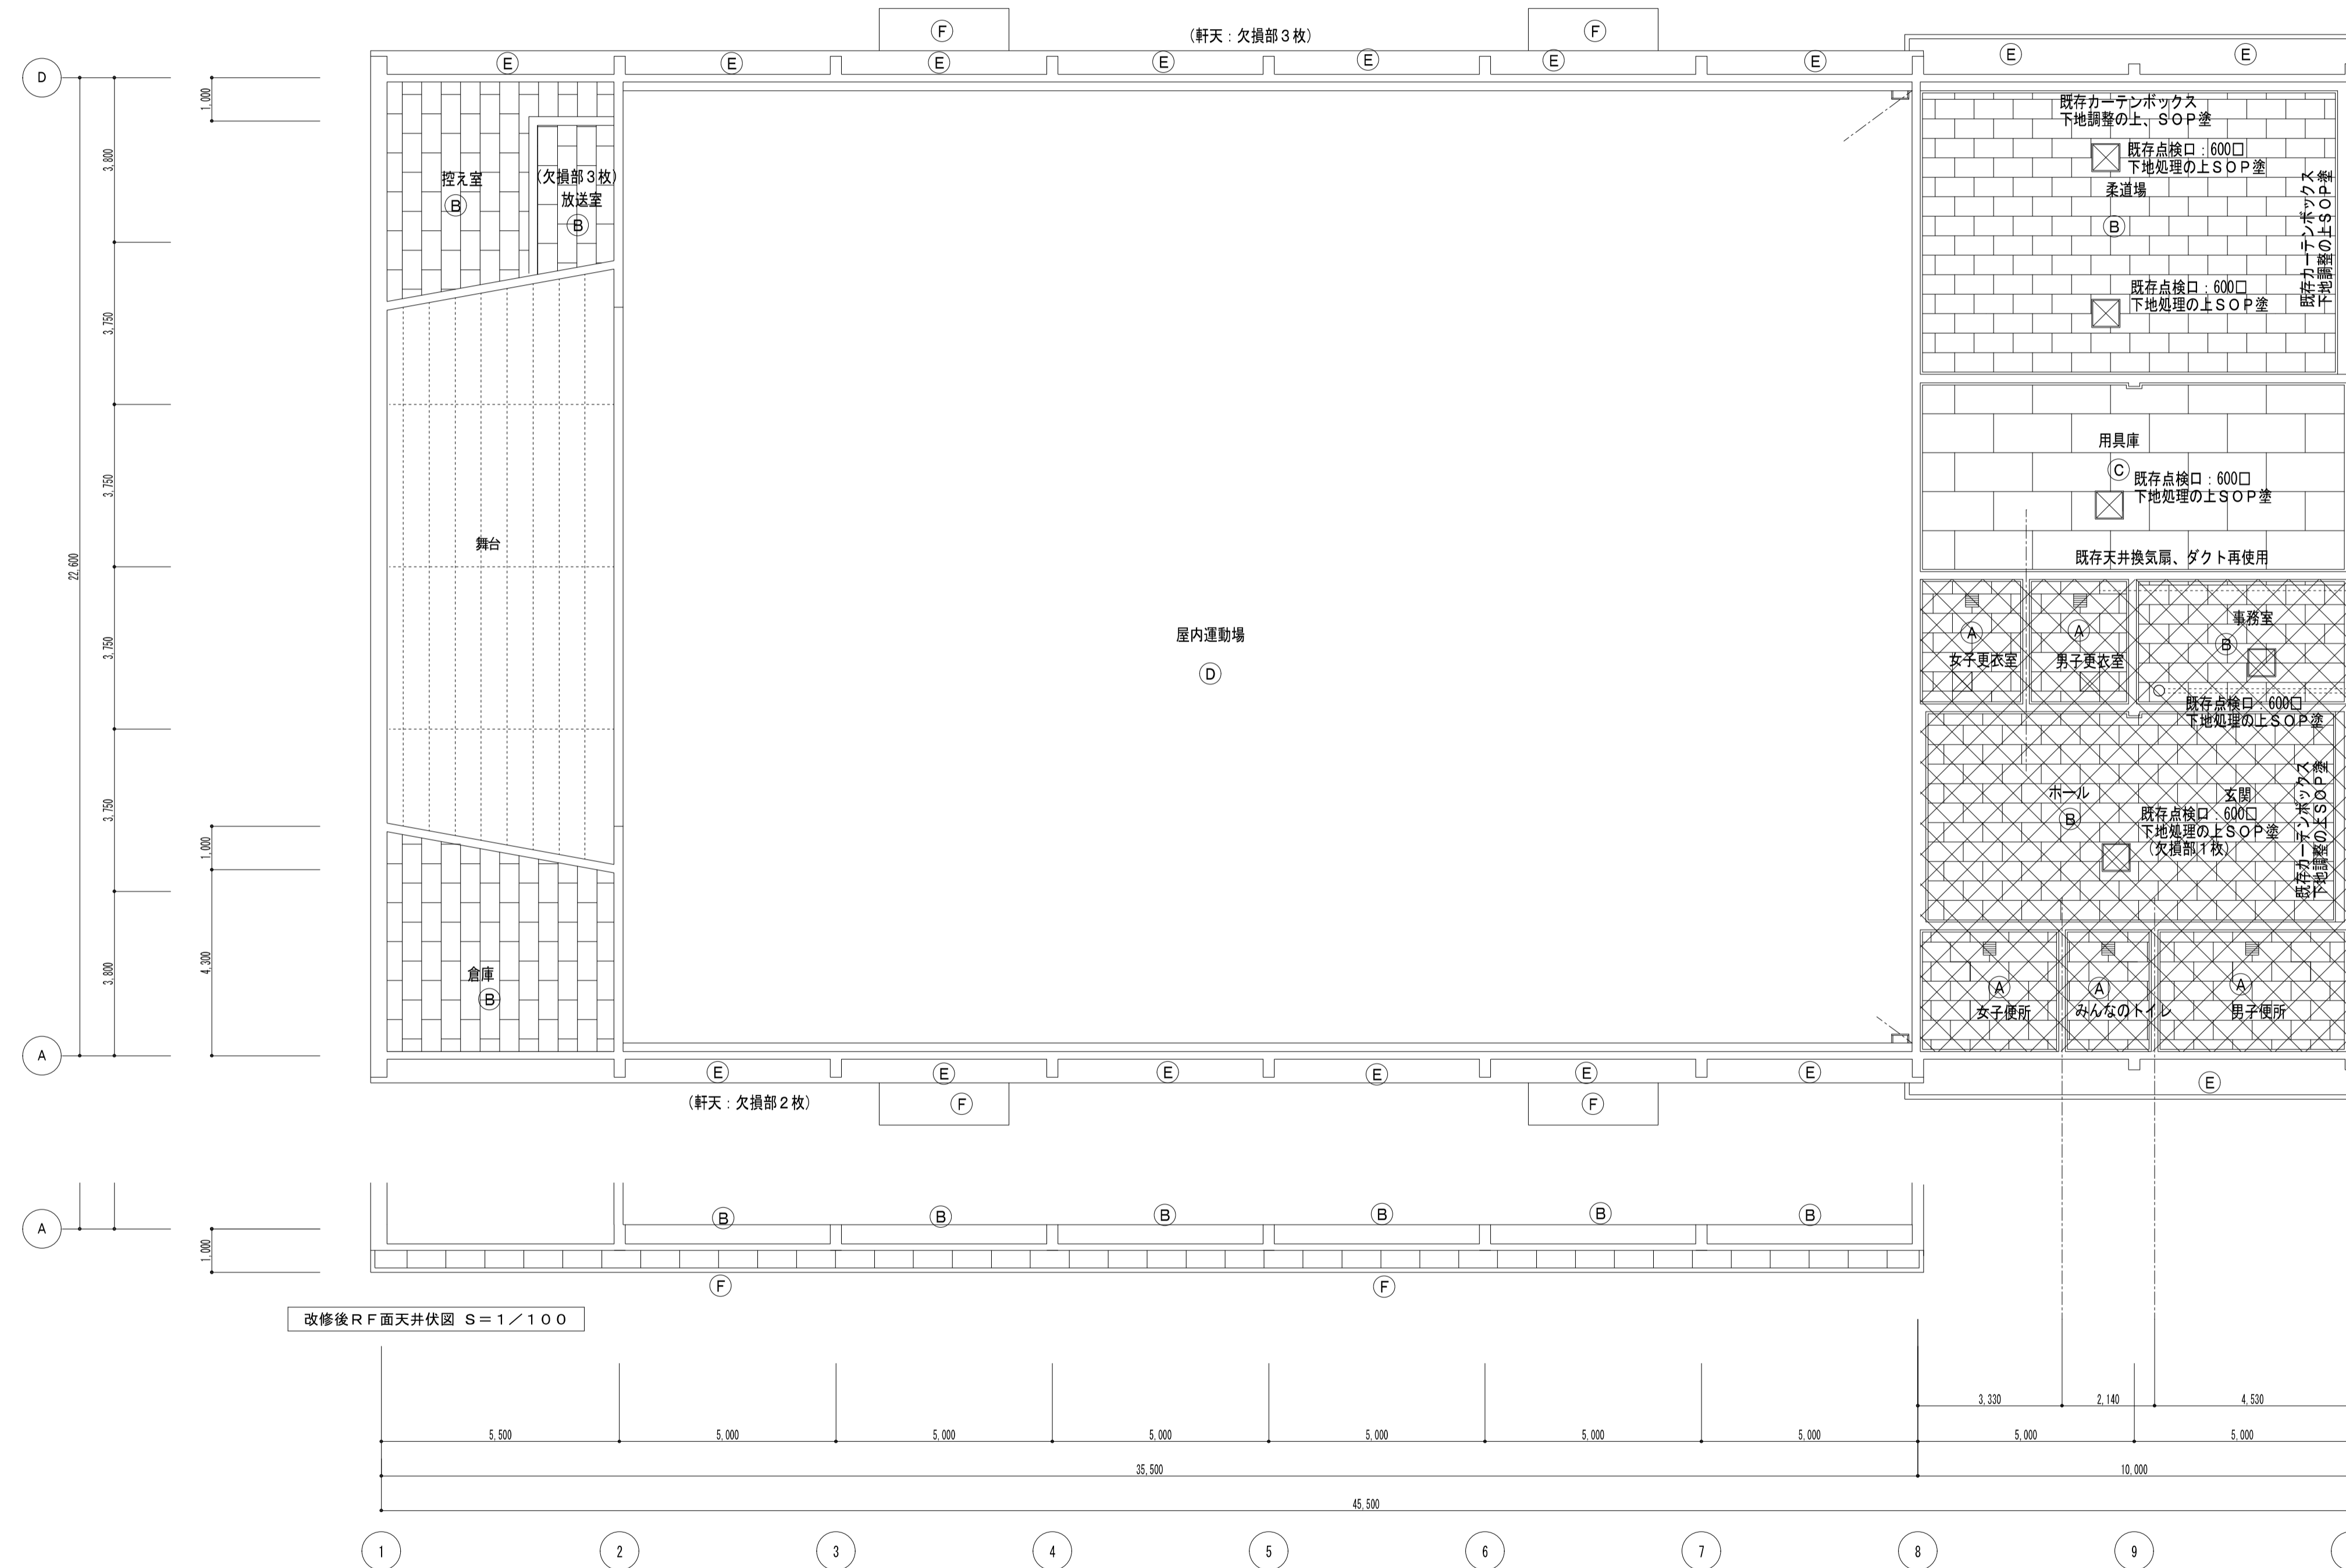 F
F
（軒天：欠損部３枚）
E
E
E
E
E
E
E
E
E
D
1,000
3,800
3,750
3,750
3,750
3,750
3,800
22,600
1,000
4,300
A
控え室
B
（欠損部３枚）
放送室
B
舞台
倉庫
B
屋内運動場
D
既存カーテンボックス
下地調整の上、ＳＯＰ塗
既存点検口：600□
下地処理の上ＳＯＰ塗
柔道場
B
既存カーテンボックス
下地調整の上ＳＯＰ塗
既存点検口：600□
下地処理の上ＳＯＰ塗
用具庫
C
既存点検口：600□
下地処理の上ＳＯＰ塗
既存天井換気扇、ダクト再使用
A
女子更衣室
A
男子更衣室
事務室
B
既存点検口：600□
下地処理の上ＳＯＰ塗
ホール
B
玄関
既存点検口：600□
下地処理の上ＳＯＰ塗
（欠損部１枚）
既存カーテンボックス
下地調整の上ＳＯＰ塗
A
女子便所
A
みんなのトイレ
A
男子便所
E
E
E
E
E
E
E
（軒天：欠損部２枚）
F
F
A
1,000
B
B
B
B
B
B
F
F
改修後ＲＦ面天井伏図 Ｓ＝１／１００
3,330
2,140
4,530
5,500
5,000
5,000
5,000
5,000
5,000
5,000
5,000
5,000
35,500
10,000
45,500
1
2
3
4
5
6
7
8
9